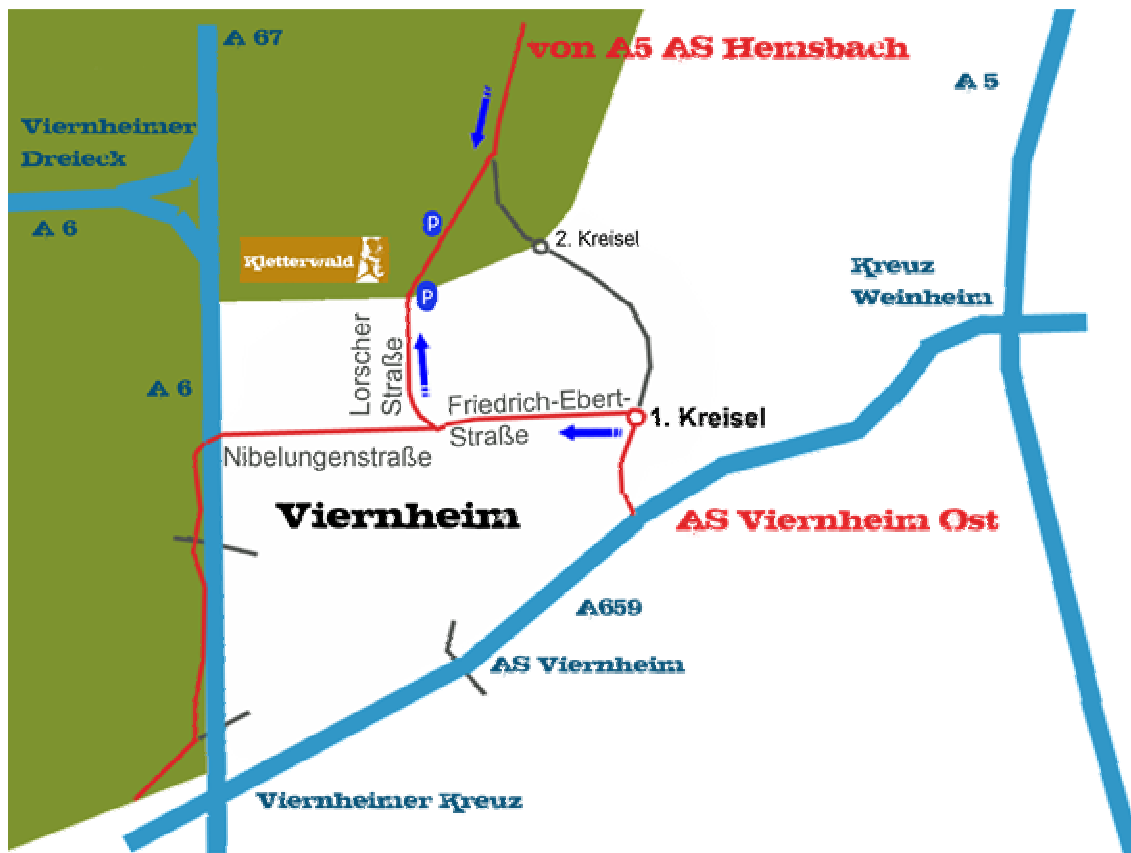 A 67
von A5 AS Hemsbach
A 5
Viernheimer
Dreieck
A 6
P
2. Kreisel
Kletterwald
Kreuz
Weinheim
P
Lorscher
Straße
A 6
Friedrich-Ebert-
Straße
1. Kreisel
Nibelungenstraße
Viernheim
AS Viernheim Ost
A659
AS Viernheim
Viernheimer Kreuz